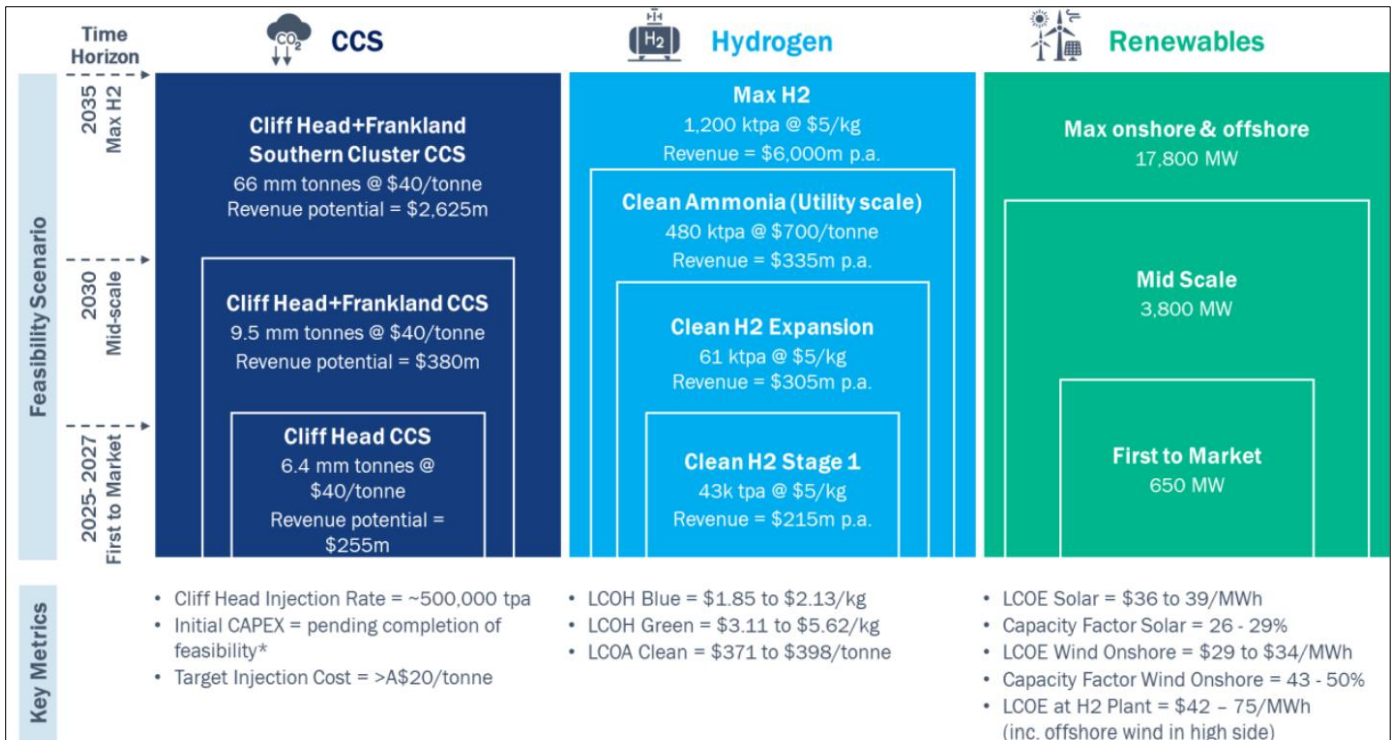 Time
Horizon
CO₂
CCS
H₂
Hydrogen
Renewables
Feasibility Scenario
2035
Max H2
2030
Mid-scale
2025- 2027
First to Market
Cliff Head+Frankland
Southern Cluster CCS
66 mm tonnes @ $40/tonne
Revenue potential = $2,625m
Cliff Head+Frankland CCS
9.5 mm tonnes @ $40/tonne
Revenue potential = $380m
Cliff Head CCS
6.4 mm tonnes @
$40/tonne
Revenue potential =
$255m
Max H2
1,200 ktpa @ $5/kg
Revenue = $6,000m p.a.
Clean Ammonia (Utility scale)
480 ktpa @ $700/tonne
Revenue = $335m p.a.
Clean H2 Expansion
61 ktpa @ $5/kg
Revenue = $305m p.a.
Clean H2 Stage 1
43k tpa @ $5/kg
Revenue = $215m p.a.
Max onshore & offshore
17,800 MW
Mid Scale
3,800 MW
First to Market
650 MW
Key Metrics
• Cliff Head Injection Rate = ~500,000 tpa
• Initial CAPEX = pending completion of
feasibility*
• Target Injection Cost = >A$20/tonne
• LCOH Blue = $1.85 to $2.13/kg
• LCOH Green = $3.11 to $5.62/kg
• LCOA Clean = $371 to $398/tonne
• LCOE Solar = $36 to 39/MWh
• Capacity Factor Solar = 26 - 29%
• LCOE Wind Onshore = $29 to $34/MWh
• Capacity Factor Wind Onshore = 43 - 50%
• LCOE at H2 Plant = $42 – 75/MWh
(inc. offshore wind in high side)